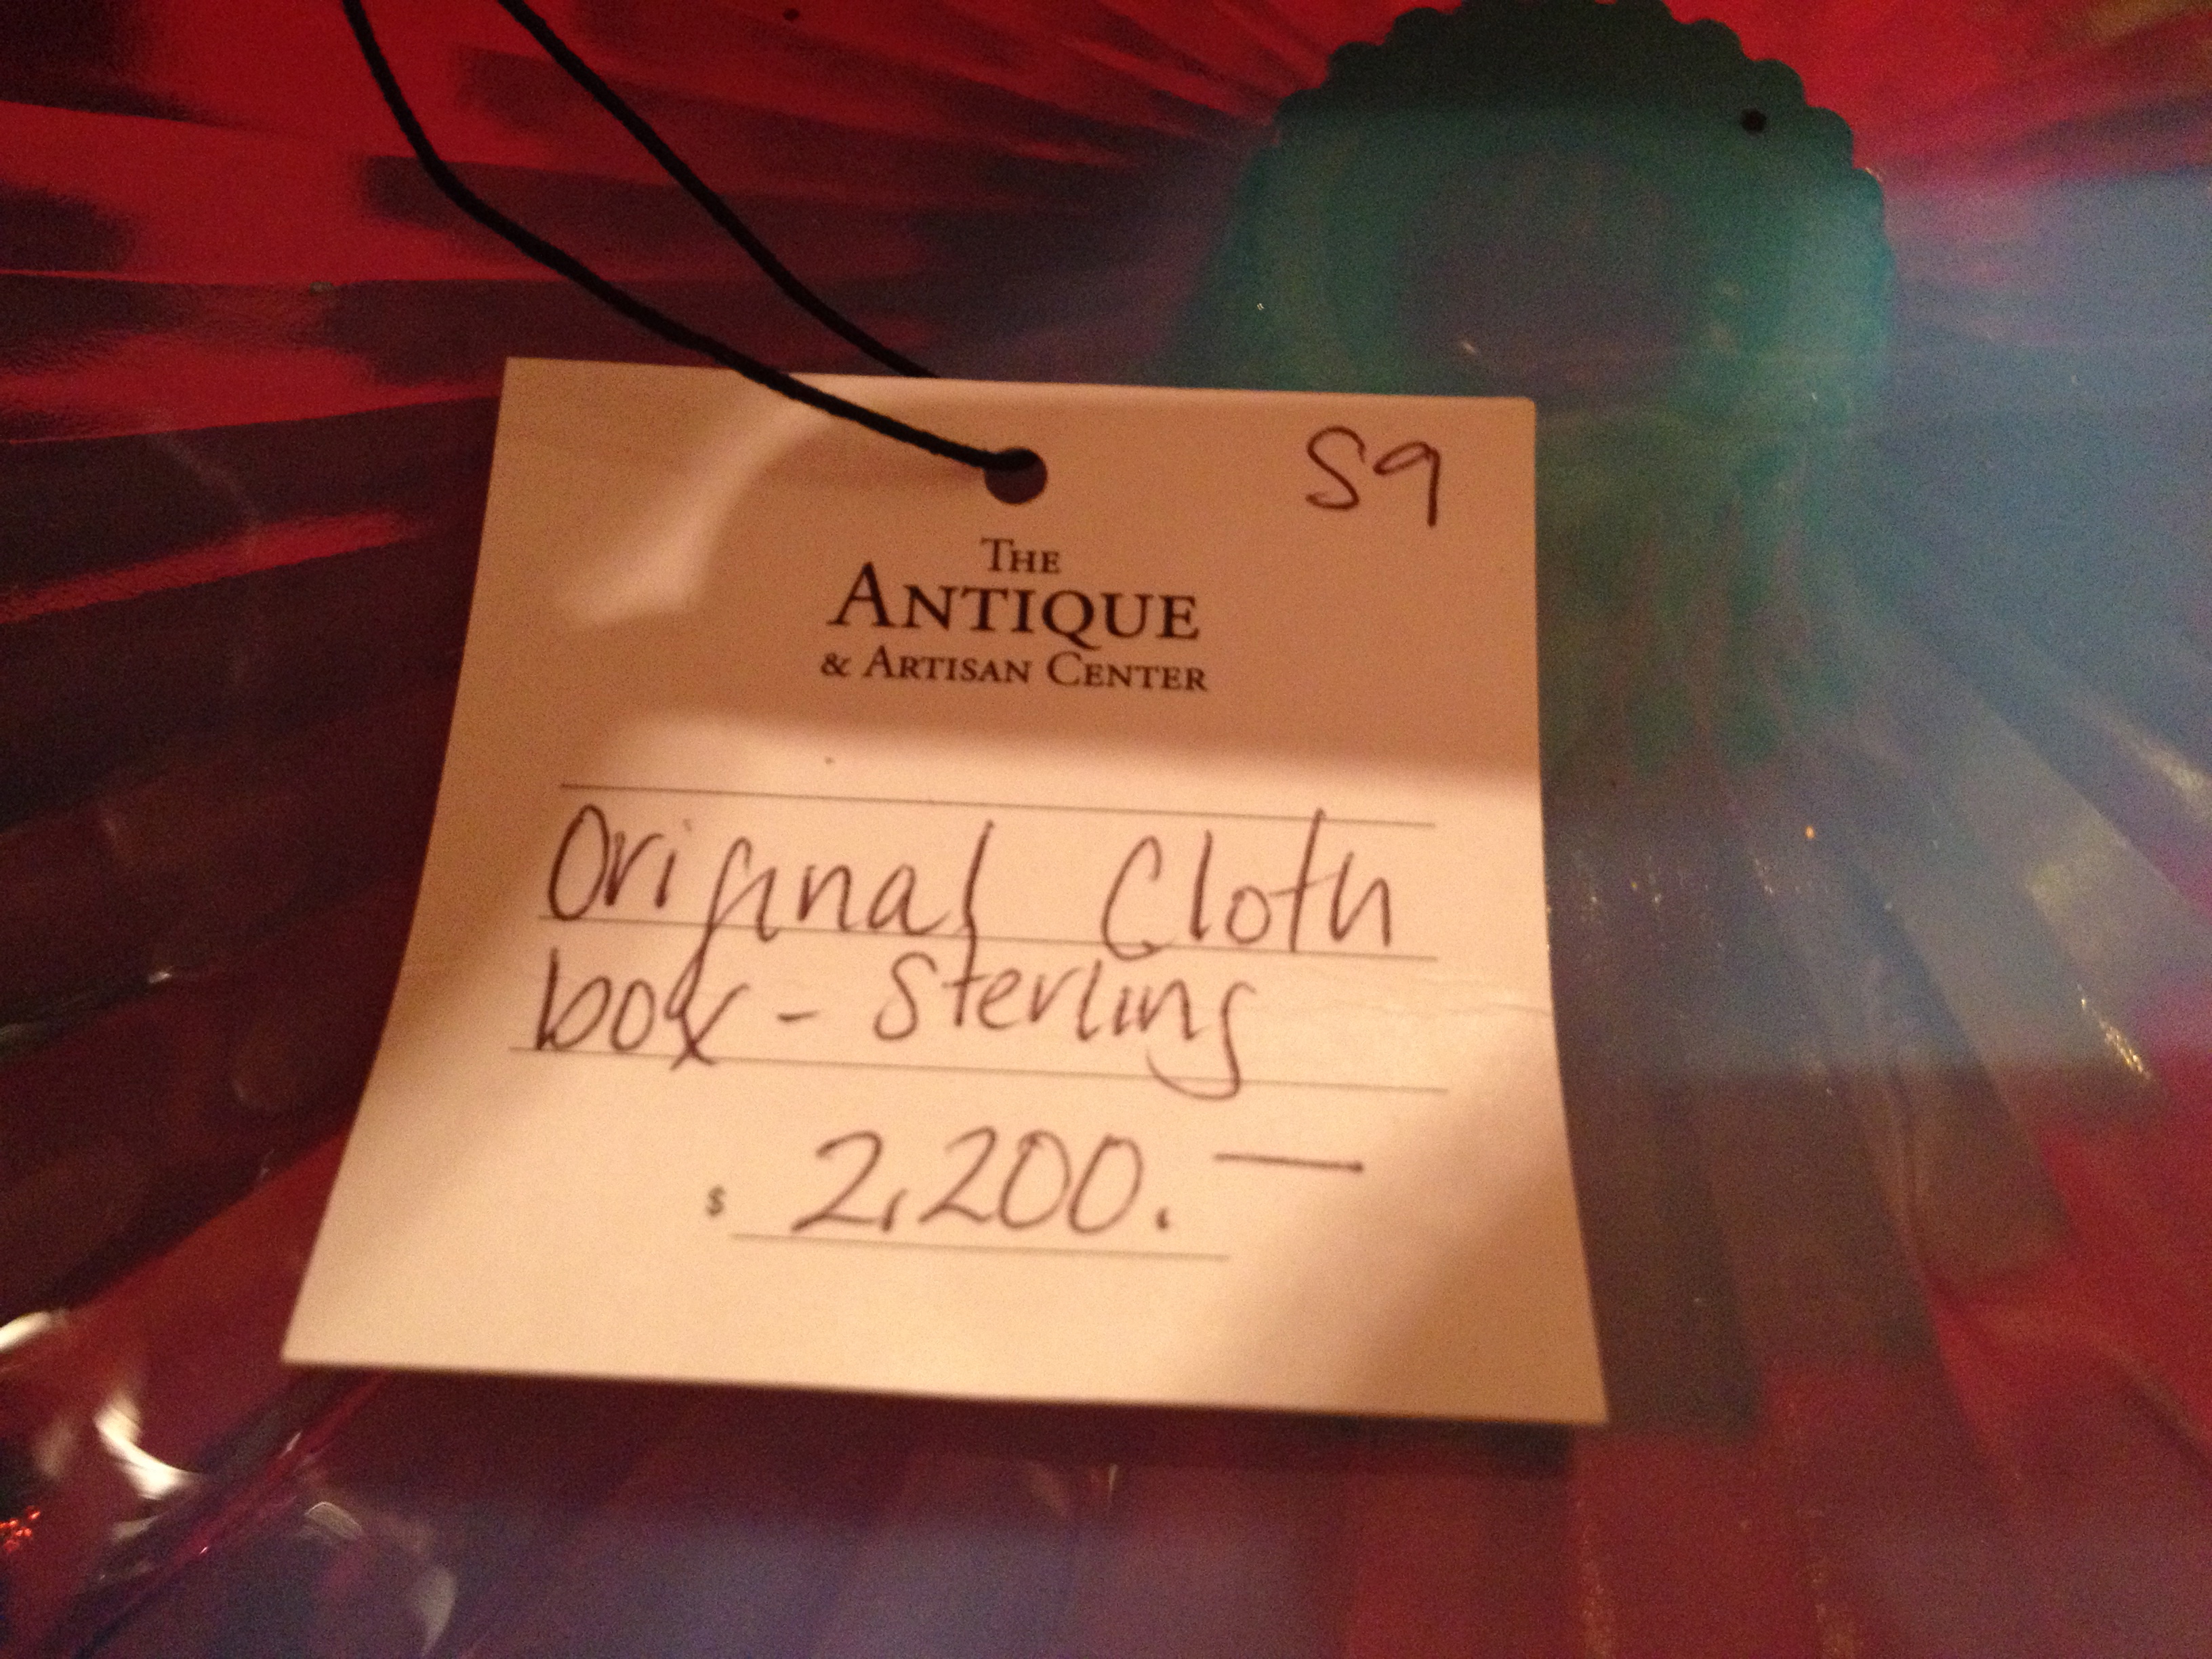 S9
THE
ANTIQUE
& ARTISAN CENTER
Original Cloth
box - Sterling
$ 2,200.—